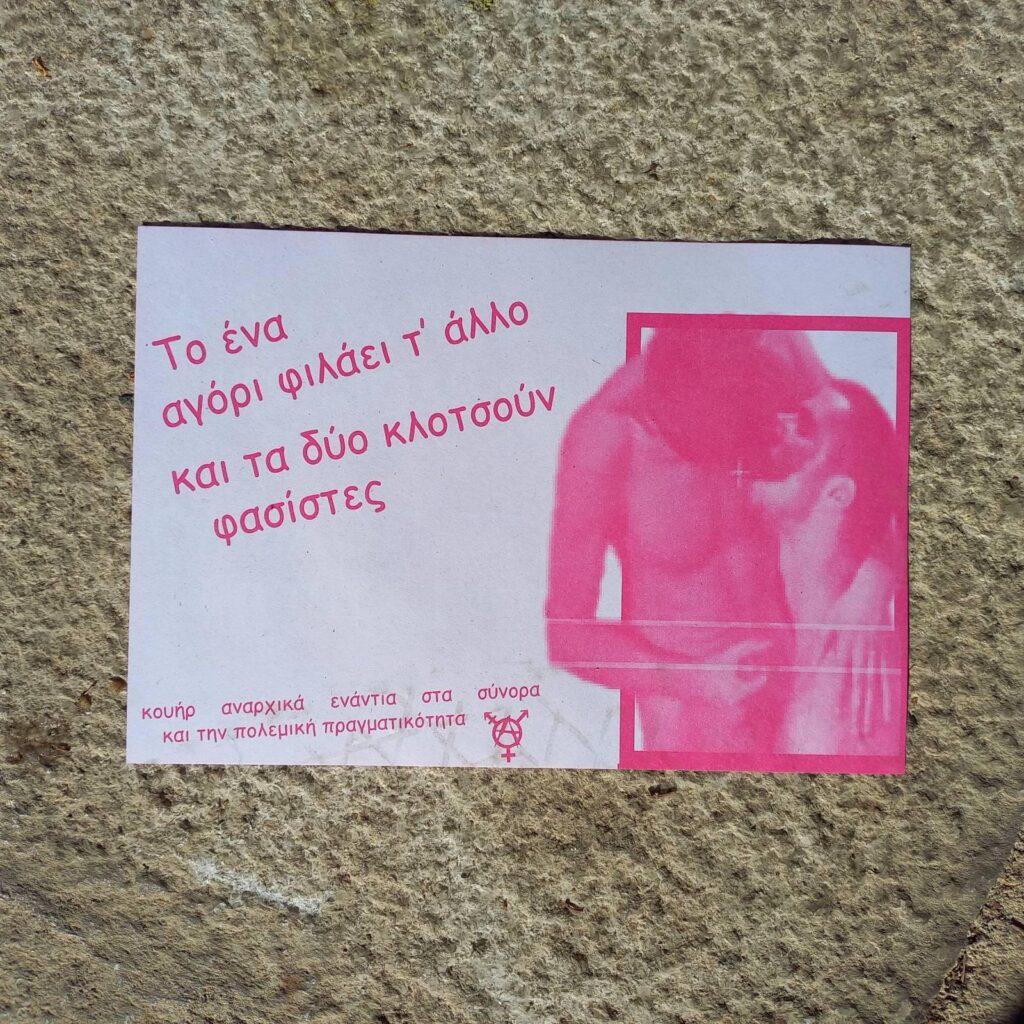 Το ένα
αγόρι φιλάει τ' άλλο
και τα δύο κλοτσούν
φασίστες
κουήρ αναρχικά ενάντια στα σύνορα
και την πολεμική πραγματικότητα